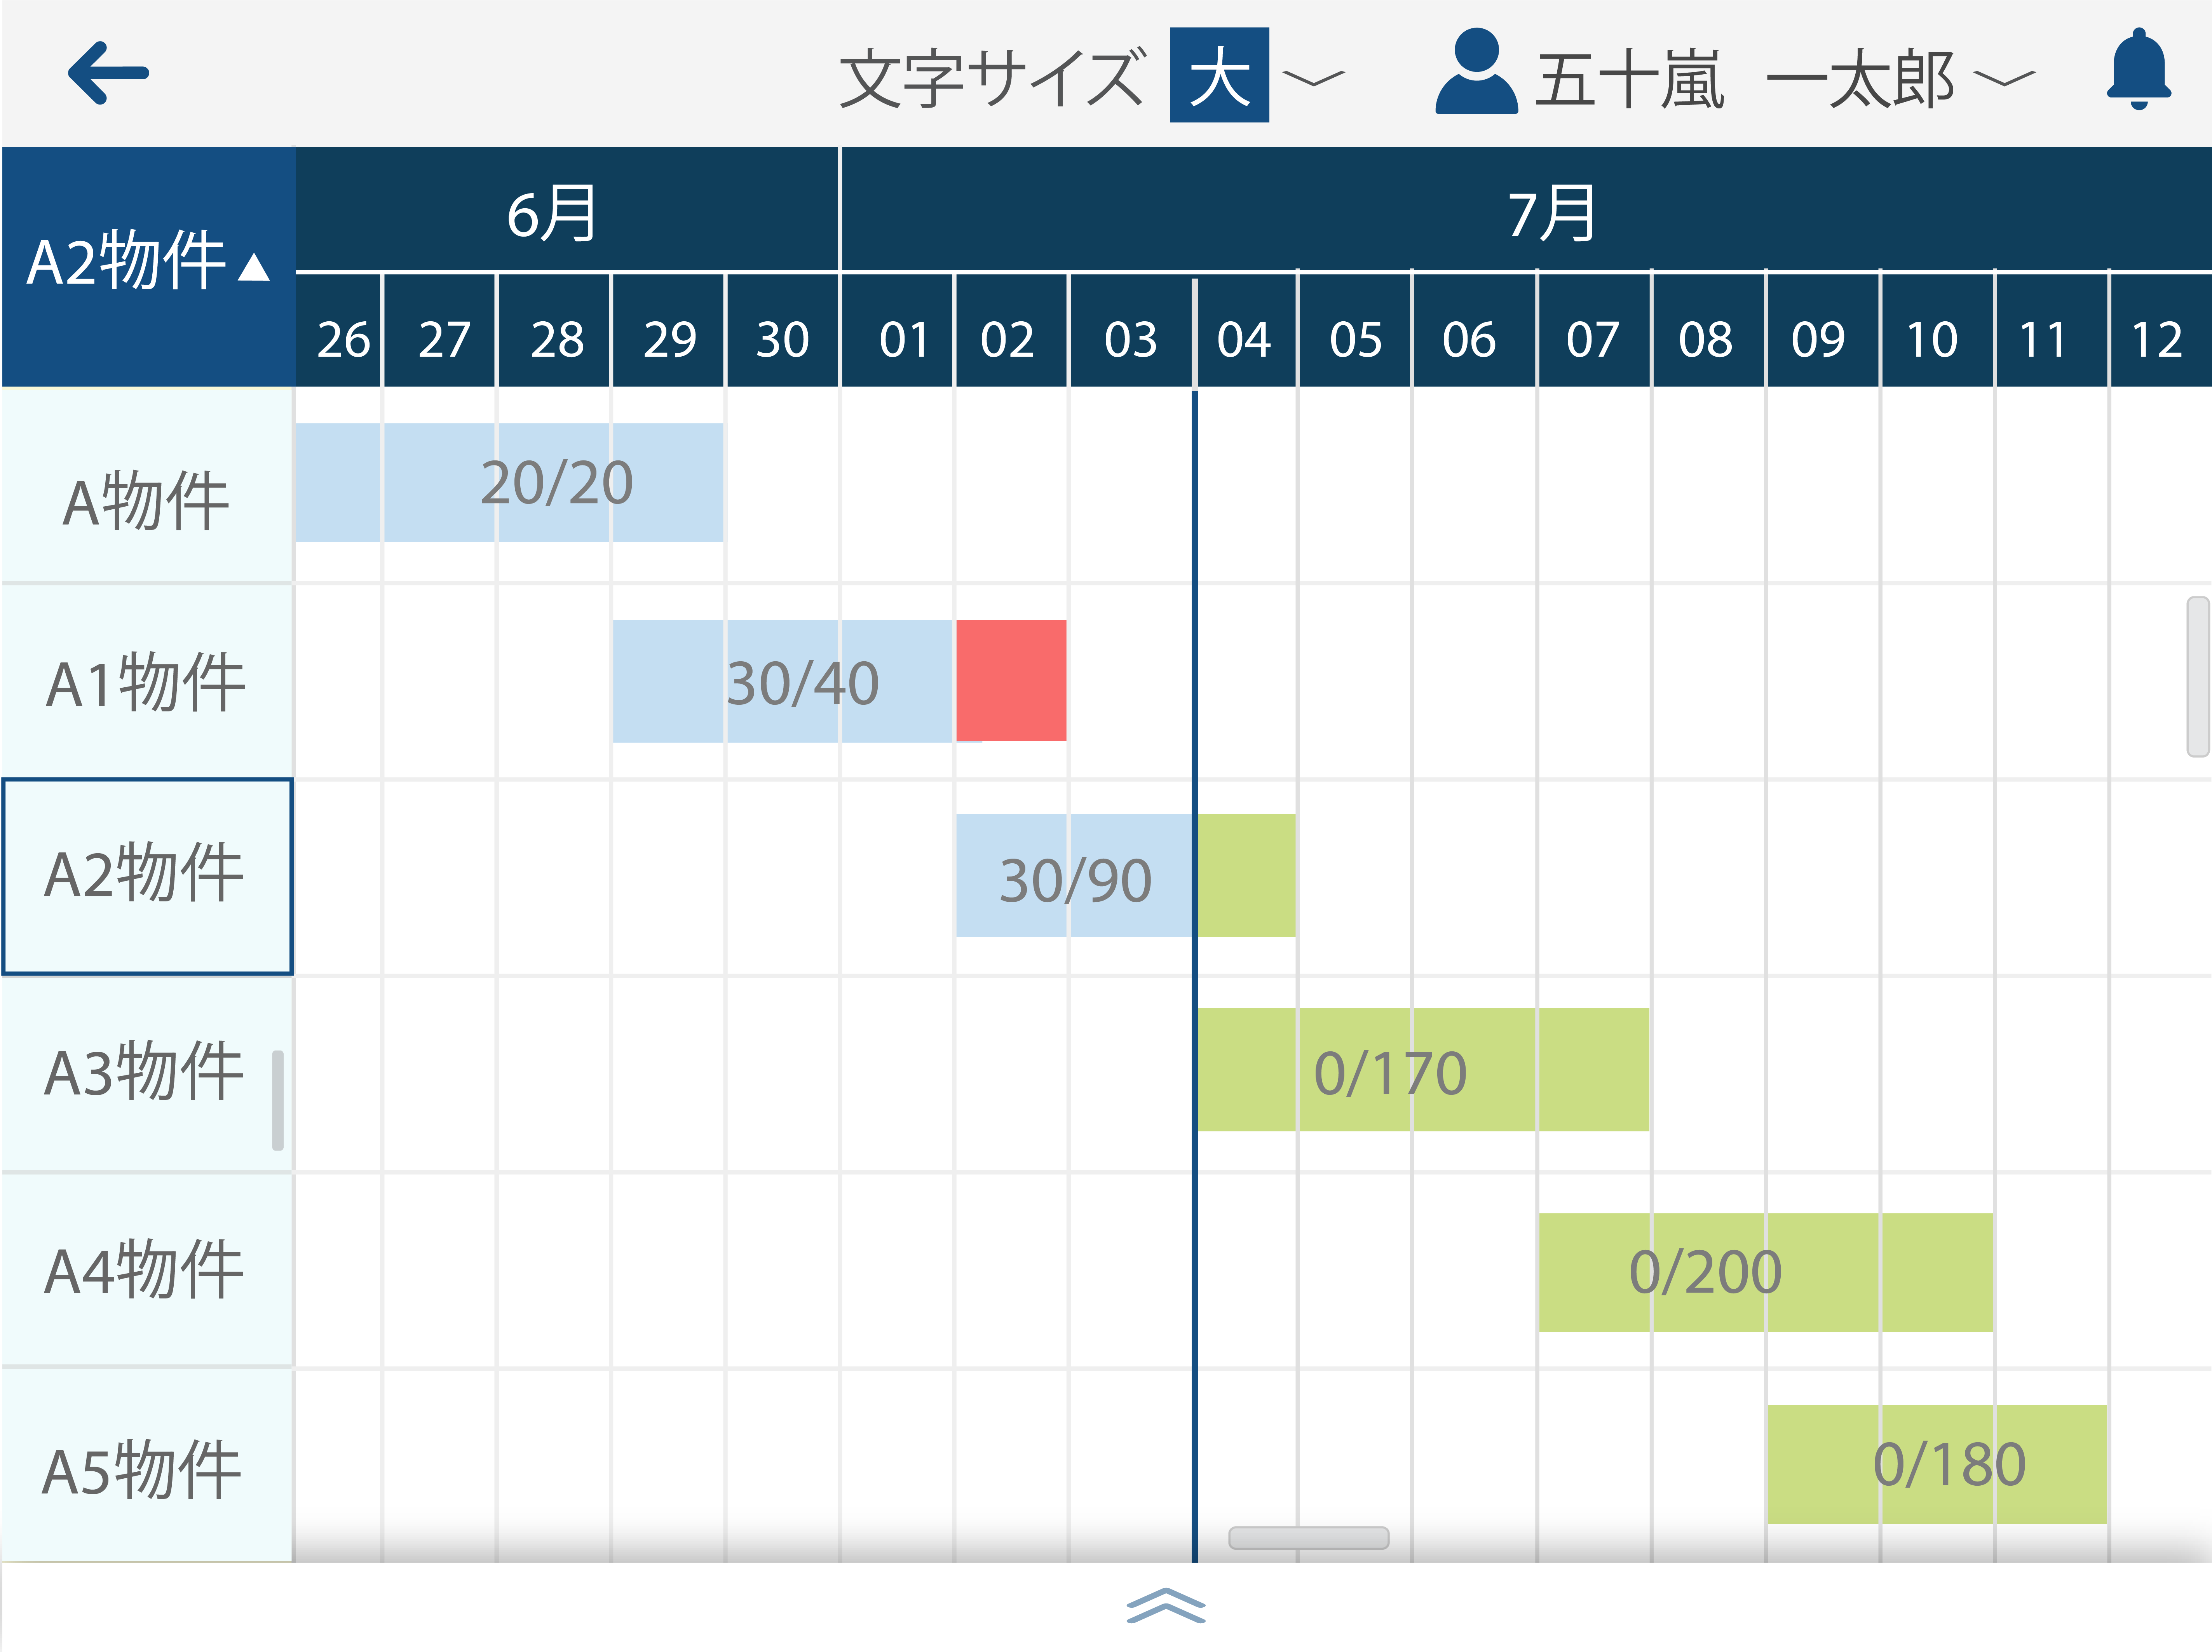 文字サイズ 大 五十嵐 一太郎
A2物件▲ 6月 7月
26 27 28 29 30 01 02 03 04 05 06 07 08 09 10 11 12
A物件 20/20
A1物件 30/40
A2物件 30/90
A3物件 0/170
A4物件 0/200
A5物件 0/180